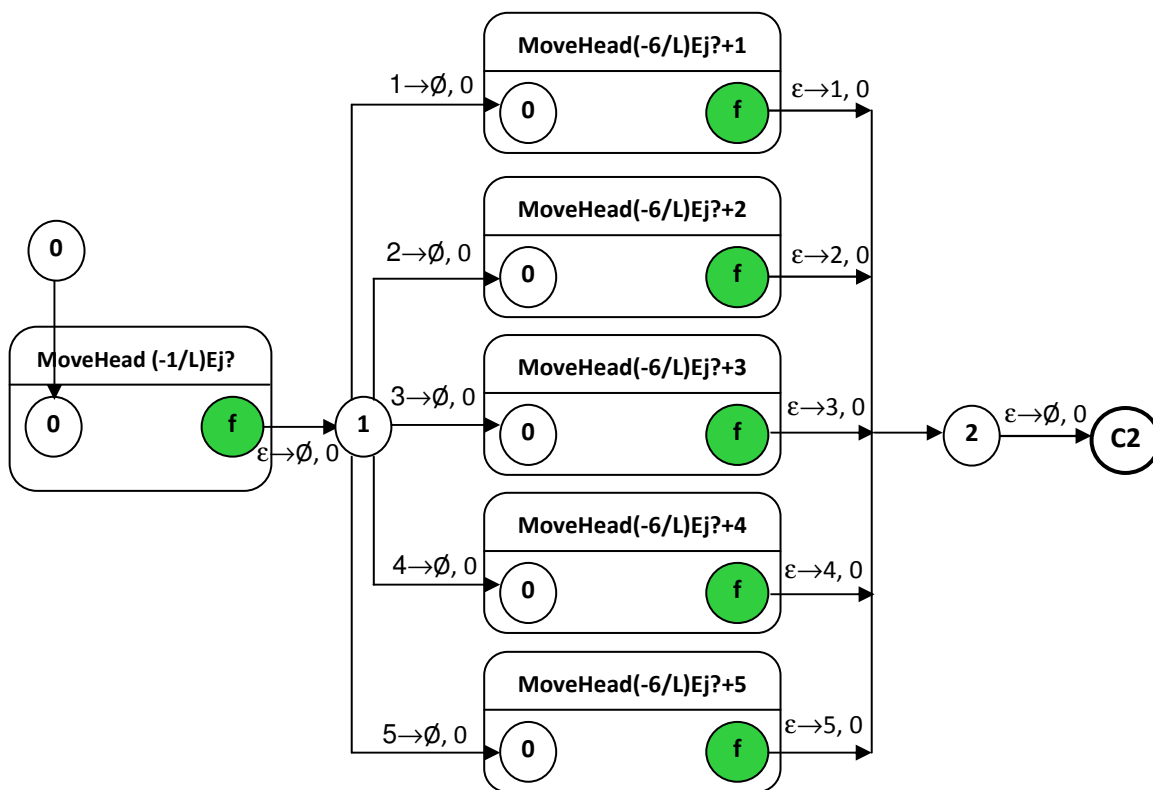 MoveHead(-6/L)Ej?+1
1→Ø, 0
0
f
ε→1, 0
MoveHead(-6/L)Ej?+2
2→Ø, 0
0
f
ε→2, 0
0
MoveHead (-1/L)Ej?
0
f
ε→Ø, 0
1
MoveHead(-6/L)Ej?+3
3→Ø, 0
0
f
ε→3, 0
2
ε→Ø, 0
C2
MoveHead(-6/L)Ej?+4
4→Ø, 0
0
f
ε→4, 0
MoveHead(-6/L)Ej?+5
5→Ø, 0
0
f
ε→5, 0